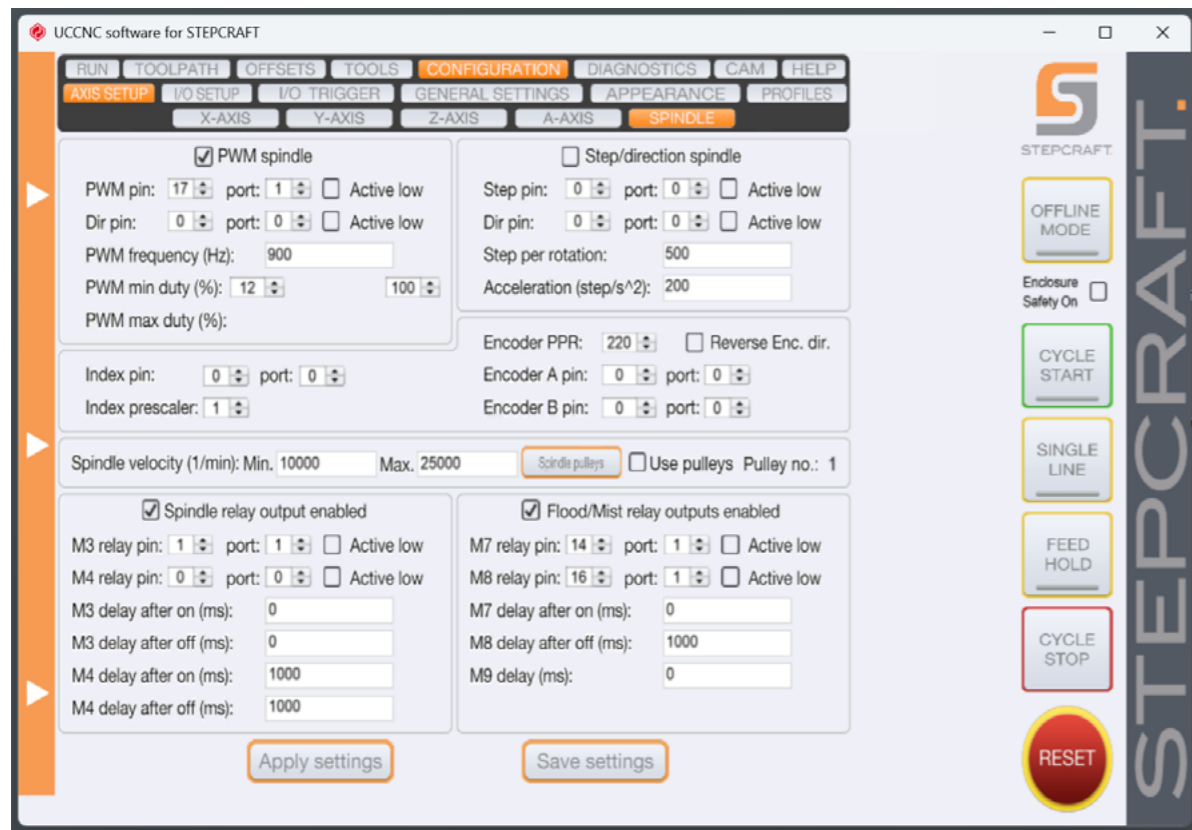 UCCNC software for STEPCRAFT
RUN TOOLPATH OFFSETS TOOLS CONFIGURATION DIAGNOSTICS CAM HELP
AXIS SETUP I/O SETUP I/O TRIGGER GENERAL SETTINGS APPEARANCE PROFILES
X-AXIS Y-AXIS Z-AXIS A-AXIS SPINDLE
PWM spindle
PWM pin: 17 port: 1 Active low
Dir pin: 0 port: 0 Active low
PWM frequency (Hz): 900
PWM min duty (%): 12 100
PWM max duty (%):
Step/direction spindle
Step pin: 0 port: 0 Active low
Dir pin: 0 port: 0 Active low
Step per rotation: 500
Acceleration (step/s^2): 200
Index pin: 0 port: 0
Index prescaler: 1
Encoder PPR: 220 Reverse Enc. dir.
Encoder A pin: 0 port: 0
Encoder B pin: 0 port: 0
Spindle velocity (1/min): Min. 10000 Max. 25000 Spindle pulleys Use pulleys Pulley no.: 1
Spindle relay output enabled
M3 relay pin: 1 port: 1 Active low
M4 relay pin: 0 port: 0 Active low
M3 delay after on (ms): 0
M3 delay after off (ms): 0
M4 delay after on (ms): 1000
M4 delay after off (ms): 1000
Flood/Mist relay outputs enabled
M7 relay pin: 14 port: 1 Active low
M8 relay pin: 16 port: 1 Active low
M7 delay after on (ms): 0
M8 delay after off (ms): 1000
M9 delay (ms): 0
Apply settings Save settings
STEPCRAFT.
OFFLINE
MODE
Enclosure
Safety On
CYCLE
START
SINGLE
LINE
FEED
HOLD
CYCLE
STOP
RESET
STEPCRAFT.